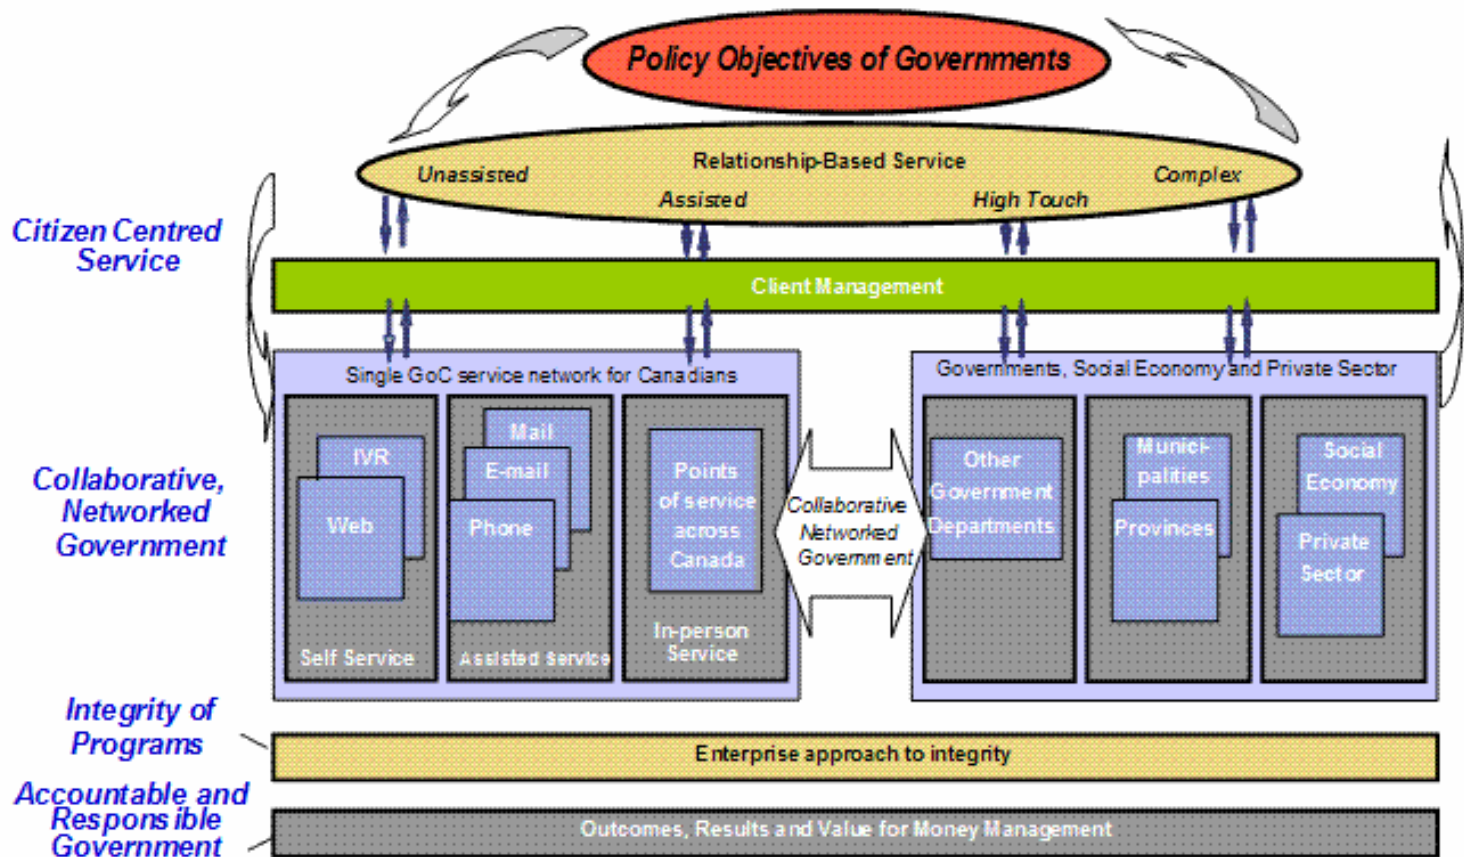 Policy Objectives of Governments
Relationship-Based Service
Unassisted
Complex
Assisted
High Touch
Citizen Centred
Service
Client Management
Single GoC service network for Canadians
Governments, Social Economy and Private Sector
Collaborative,
Networked
Government
IVR
Web
Self Service
Mail
E-mail
Phone
Assisted Service
Points
of service
across
Canada
In-person
Service
Collaborative
Networked
Government
Other
Government
Departments
Munici-
palities
Provinces
Social
Economy
Private
Sector
Integrity of
Programs
Enterprise approach to integrity
Accountable and
Responsible
Government
Outcomes, Results and Value for Money Management